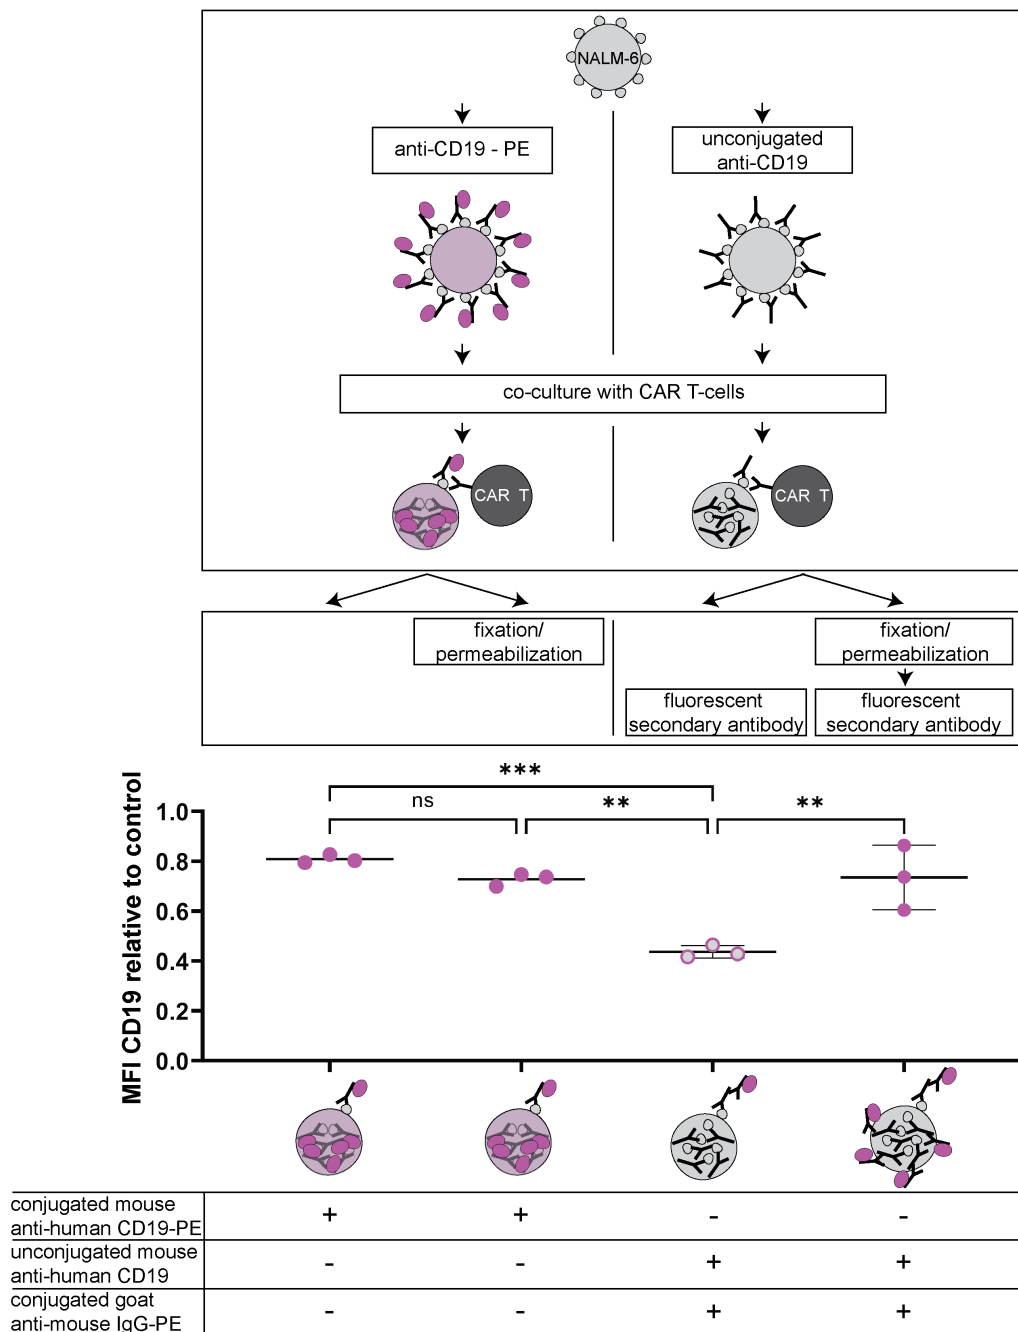 NALM-6
anti-CD19 - PE
unconjugated
anti-CD19
co-culture with CAR T-cells
CAR T
CAR T
fixation/
permeabilization
fixation/
permeabilization
fluorescent
secondary antibody
fluorescent
secondary antibody
MFI CD19 relative to control
***
ns
**
**
1.0
0.8
0.6
0.4
0.2
0.0
conjugated mouse
anti-human CD19-PE
+ + - -
unconjugated mouse
anti-human CD19
- - + +
conjugated goat
anti-mouse IgG-PE
- - + +